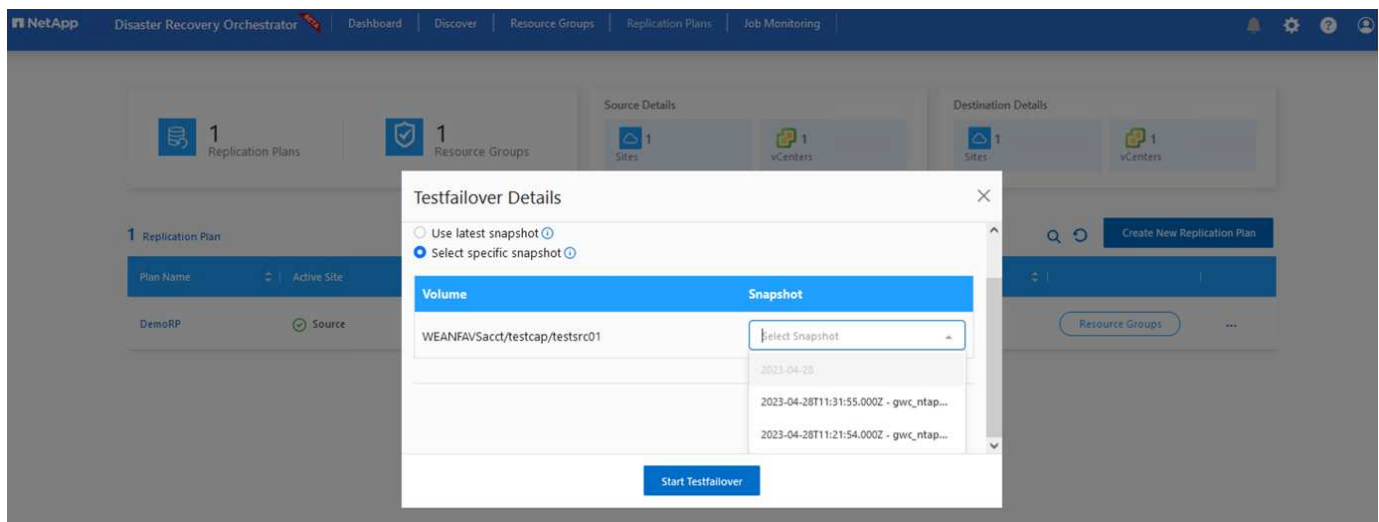 NetApp Disaster Recovery Orchestrator Dashboard Discover Resource Groups Replication Plans Job Monitoring
Source Details Destination Details
1 Replication Plans
1 Resource Groups
1 Sites
1 vCenters
1 Sites
1 vCenters
Testfailover Details
Use latest snapshot
Select specific snapshot
1 Replication Plan
Create New Replication Plan
Plan Name Active Site
Volume Snapshot
DemoRP Source
WEANFAVSacct/testcap/testsrc01 Select Snapshot
Resource Groups ...
2023-04-28
2023-04-28T11:31:55.000Z - gwc_ntap...
2023-04-28T11:21:54.000Z - gwc_ntap...
Start Testfailover